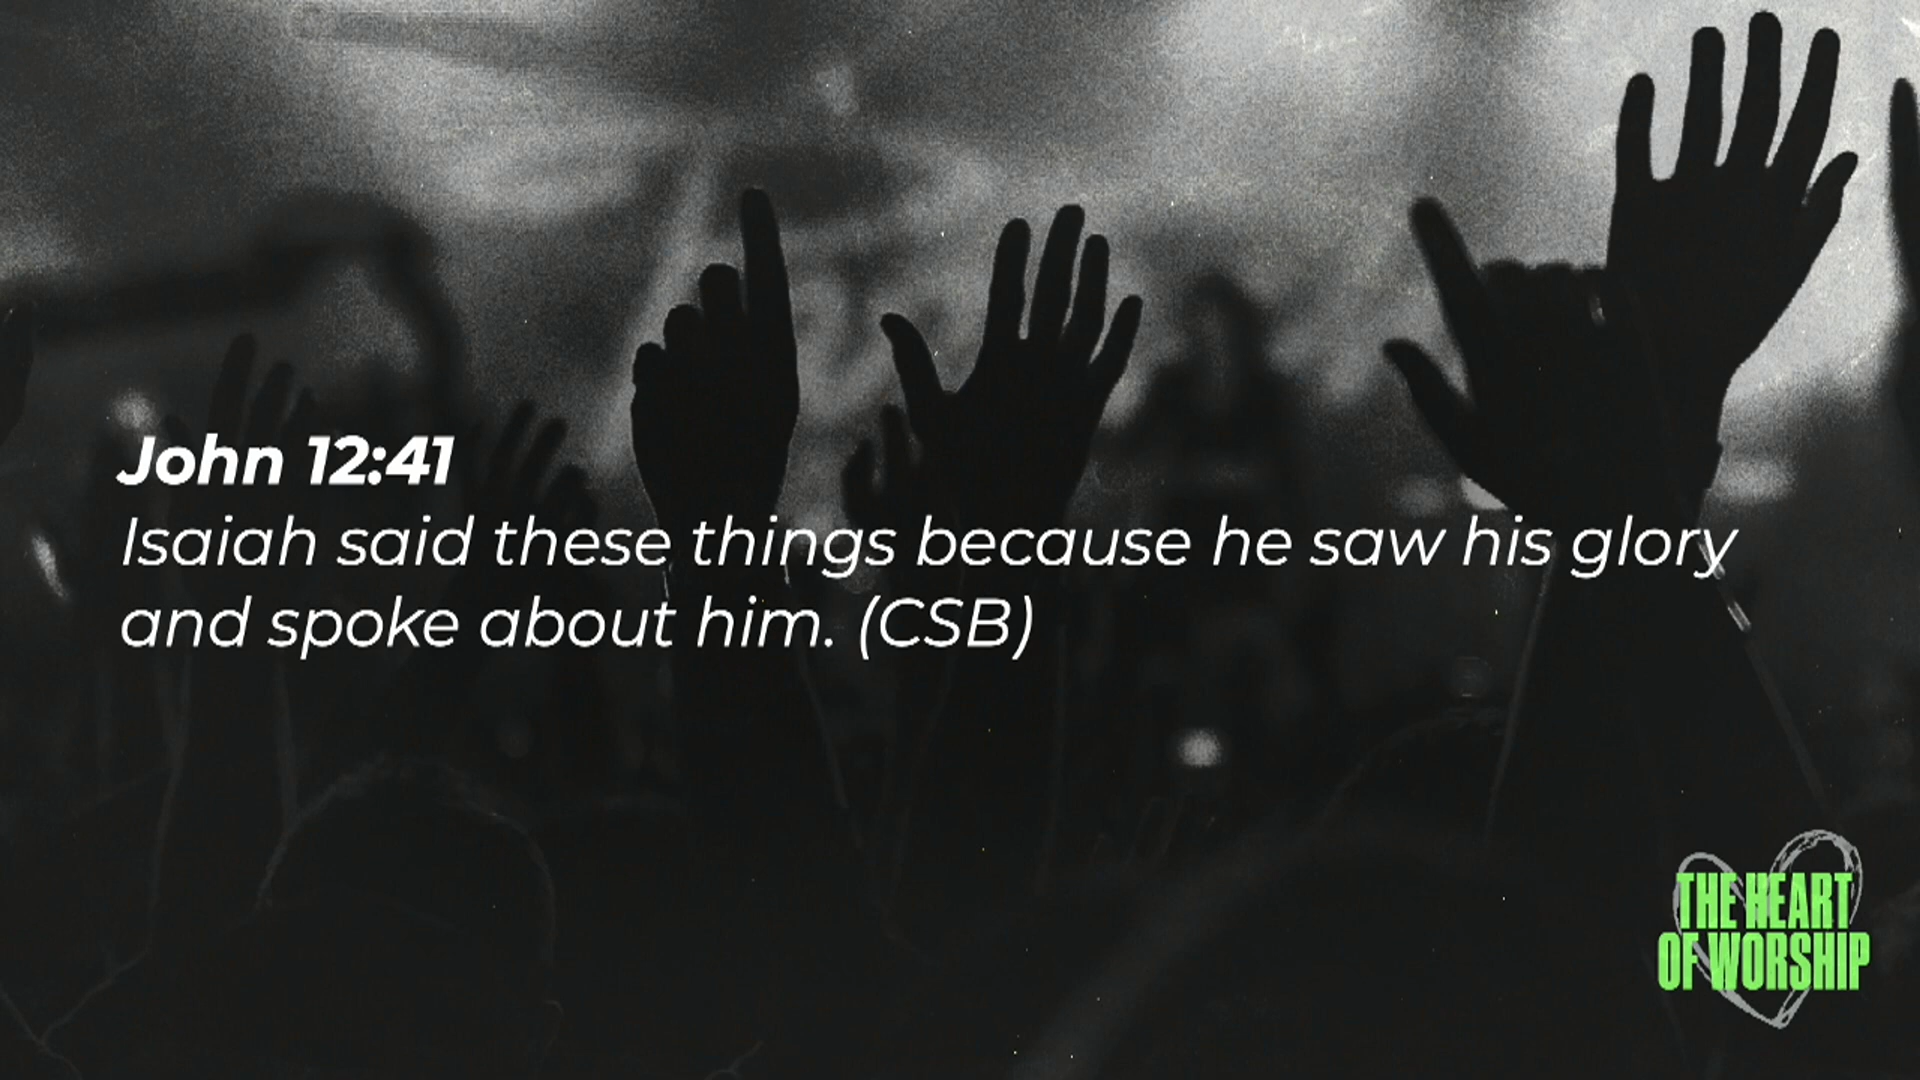 John 12:41
Isaiah said these things because he saw his glory
and spoke about him. (CSB)
THE HEART
OF WORSHIP